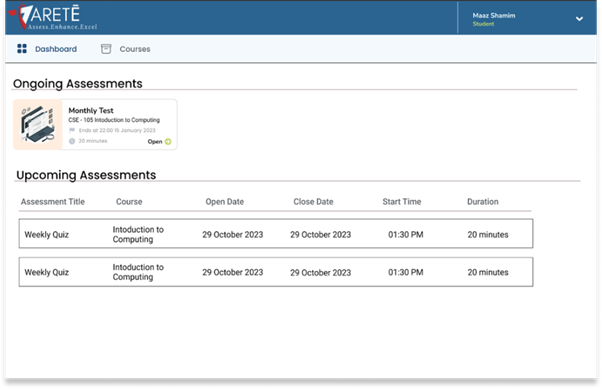 ARETĒ
Assess.Enhance.Excel
Maaz Shamim
Student
Dashboard
Courses
Ongoing Assessments
Monthly Test
CSE - 105 Intoduction to Computing
Ends at 22:00 15 January 2023
20 minutes
Open
Upcoming Assessments
Assessment Title Course Open Date Close Date Start Time Duration
Weekly Quiz Intoduction to Computing 29 October 2023 29 October 2023 01:30 PM 20 minutes
Weekly Quiz Intoduction to Computing 29 October 2023 29 October 2023 01:30 PM 20 minutes